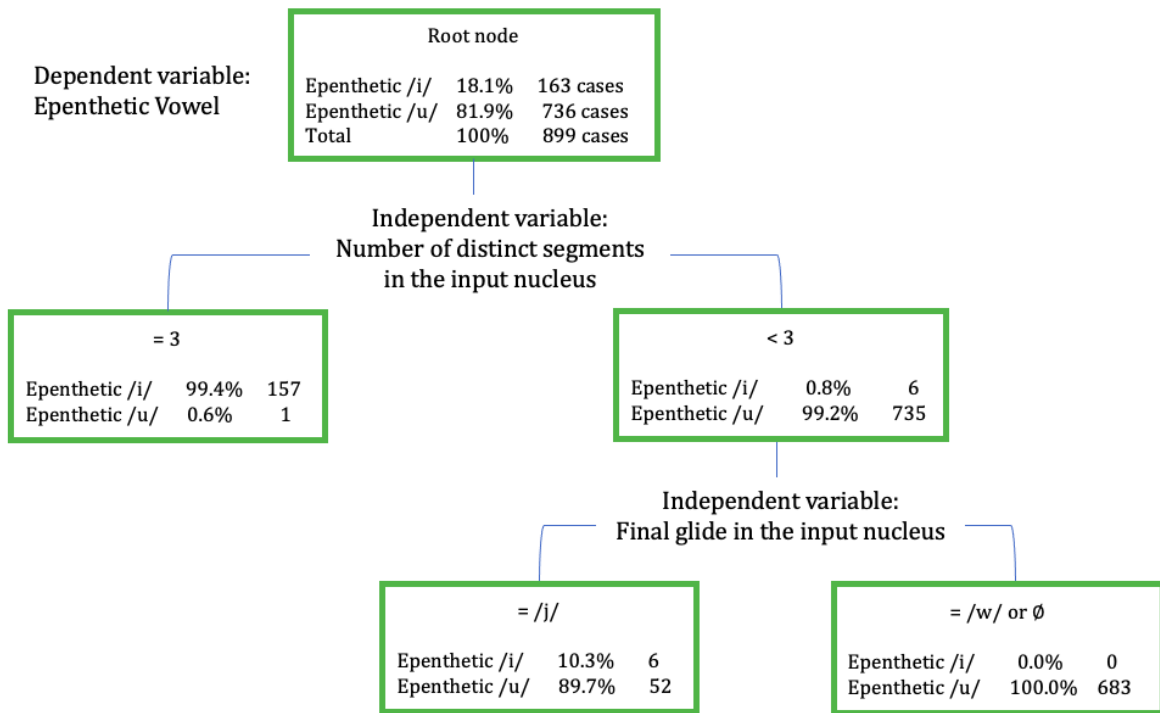 Root node
Dependent variable:
Epenthetic Vowel
Epenthetic /i/ 18.1% 163 cases
Epenthetic /u/ 81.9% 736 cases
Total 100% 899 cases
Independent variable:
Number of distinct segments
in the input nucleus
= 3
Epenthetic /i/ 99.4% 157
Epenthetic /u/ 0.6% 1
< 3
Epenthetic /i/ 0.8% 6
Epenthetic /u/ 99.2% 735
Independent variable:
Final glide in the input nucleus
= /j/
Epenthetic /i/ 10.3% 6
Epenthetic /u/ 89.7% 52
= /w/ or ∅
Epenthetic /i/ 0.0% 0
Epenthetic /u/ 100.0% 683